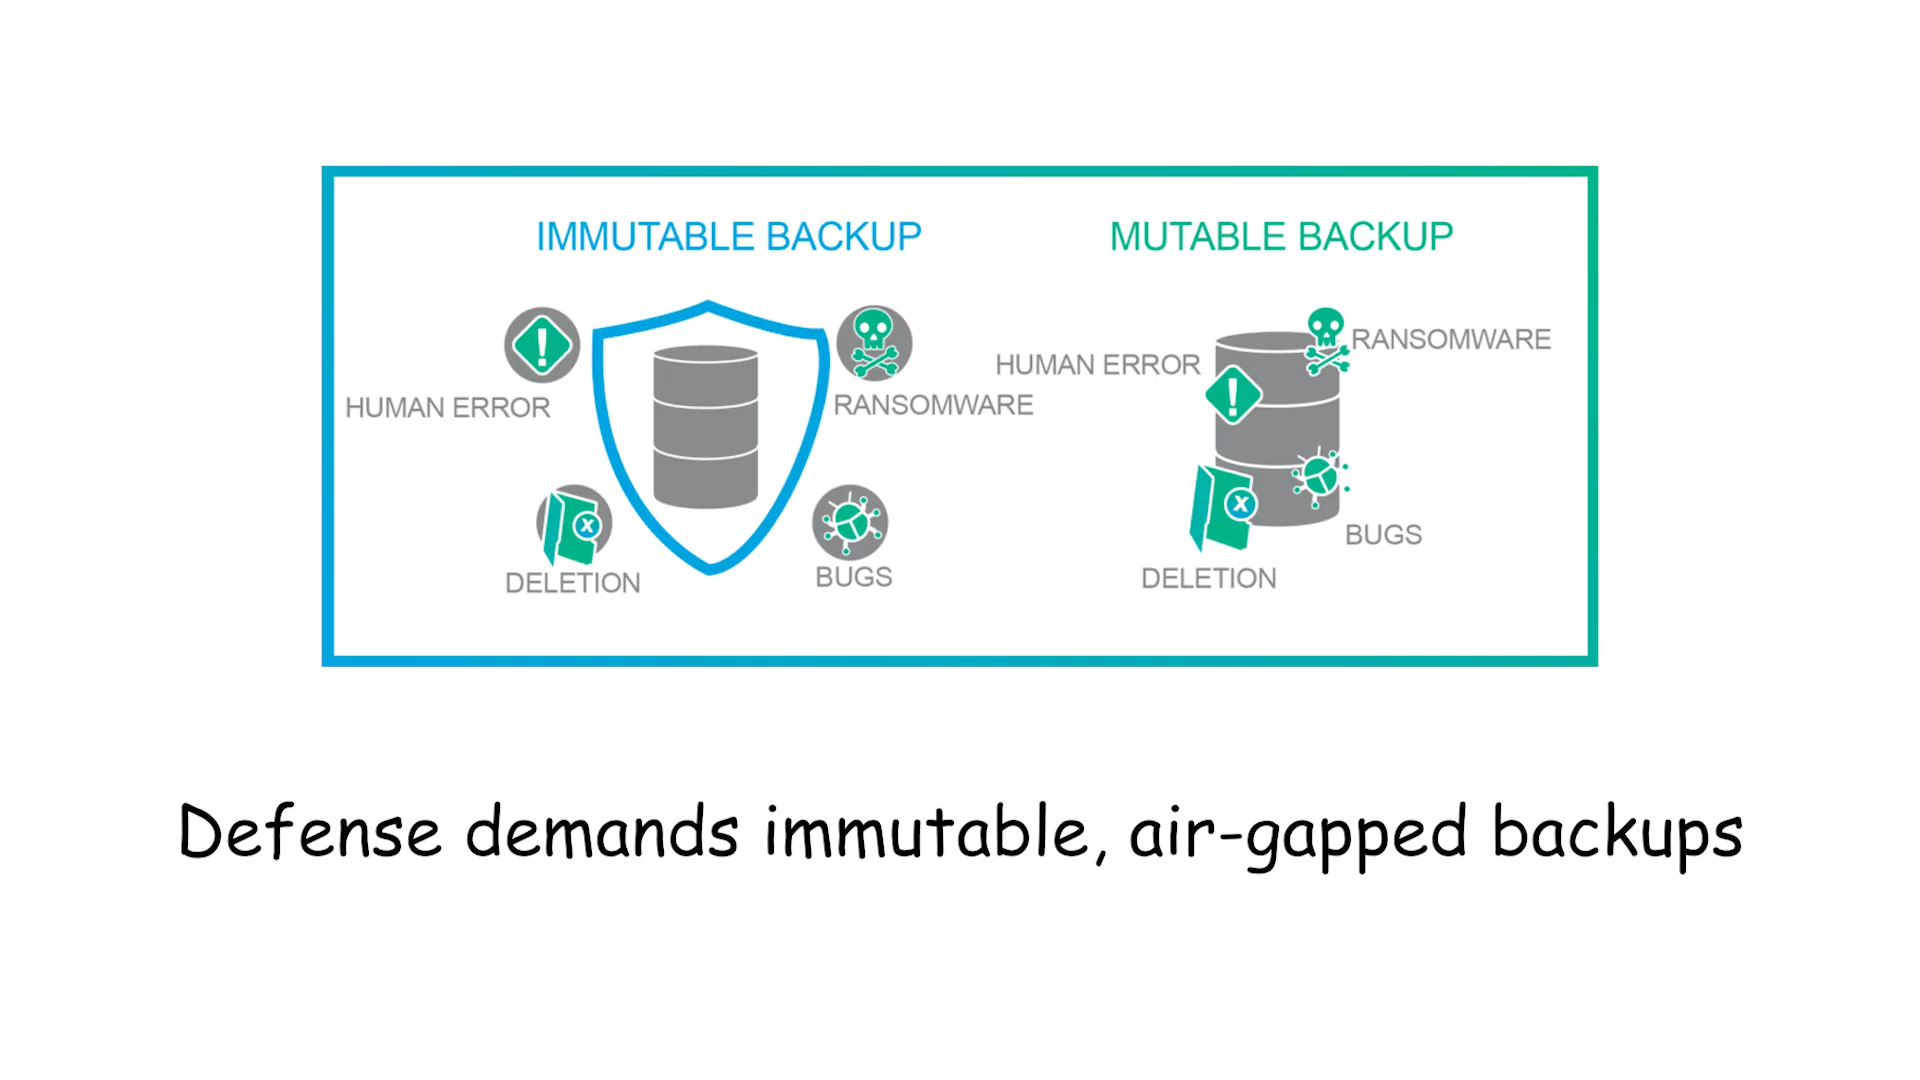 IMMUTABLE BACKUP
HUMAN ERROR
RANSOMWARE
DELETION
BUGS
MUTABLE BACKUP
RANSOMWARE
HUMAN ERROR
BUGS
DELETION
Defense demands immutable, air-gapped backups